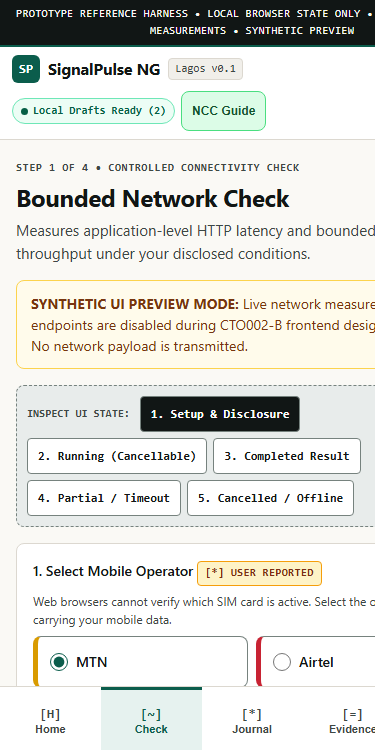 PROTOTYPE REFERENCE HARNESS • LOCAL BROWSER STATE ONLY •
MEASUREMENTS • SYNTHETIC PREVIEW
SP SignalPulse NG Lagos v0.1
Local Drafts Ready (2) NCC Guide
STEP 1 OF 4 • CONTROLLED CONNECTIVITY CHECK
Bounded Network Check
Measures application-level HTTP latency and bounded
throughput under your disclosed conditions.
SYNTHETIC UI PREVIEW MODE: Live network measure
endpoints are disabled during CTO002-B frontend desig
No network payload is transmitted.
INSPECT UI STATE: 1. Setup & Disclosure
2. Running (Cancellable) 3. Completed Result
4. Partial / Timeout 5. Cancelled / Offline
1. Select Mobile Operator [*] USER REPORTED
Web browsers cannot verify which SIM card is active. Select the o
carrying your mobile data.
MTN Airtel
[H] [~] [*] [=]
Home Check Journal Evidence